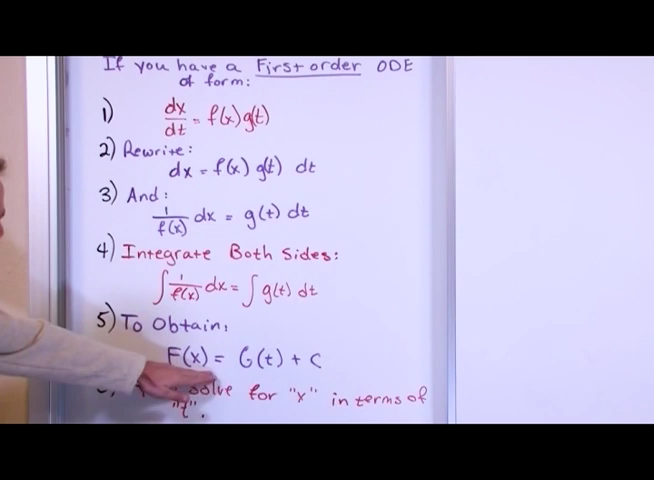 If you have a First order ODE
of form:
1) dx/dt = f(x) g(t)
2) Rewrite:
dx = f(x) g(t) dt
3) And:
1/f(x) dx = g(t) dt
4) Integrate Both Sides:
∫ 1/f(x) dx = ∫ g(t) dt
5) To Obtain:
F(x) = G(t) + C
solve for "x" in terms of
"t".